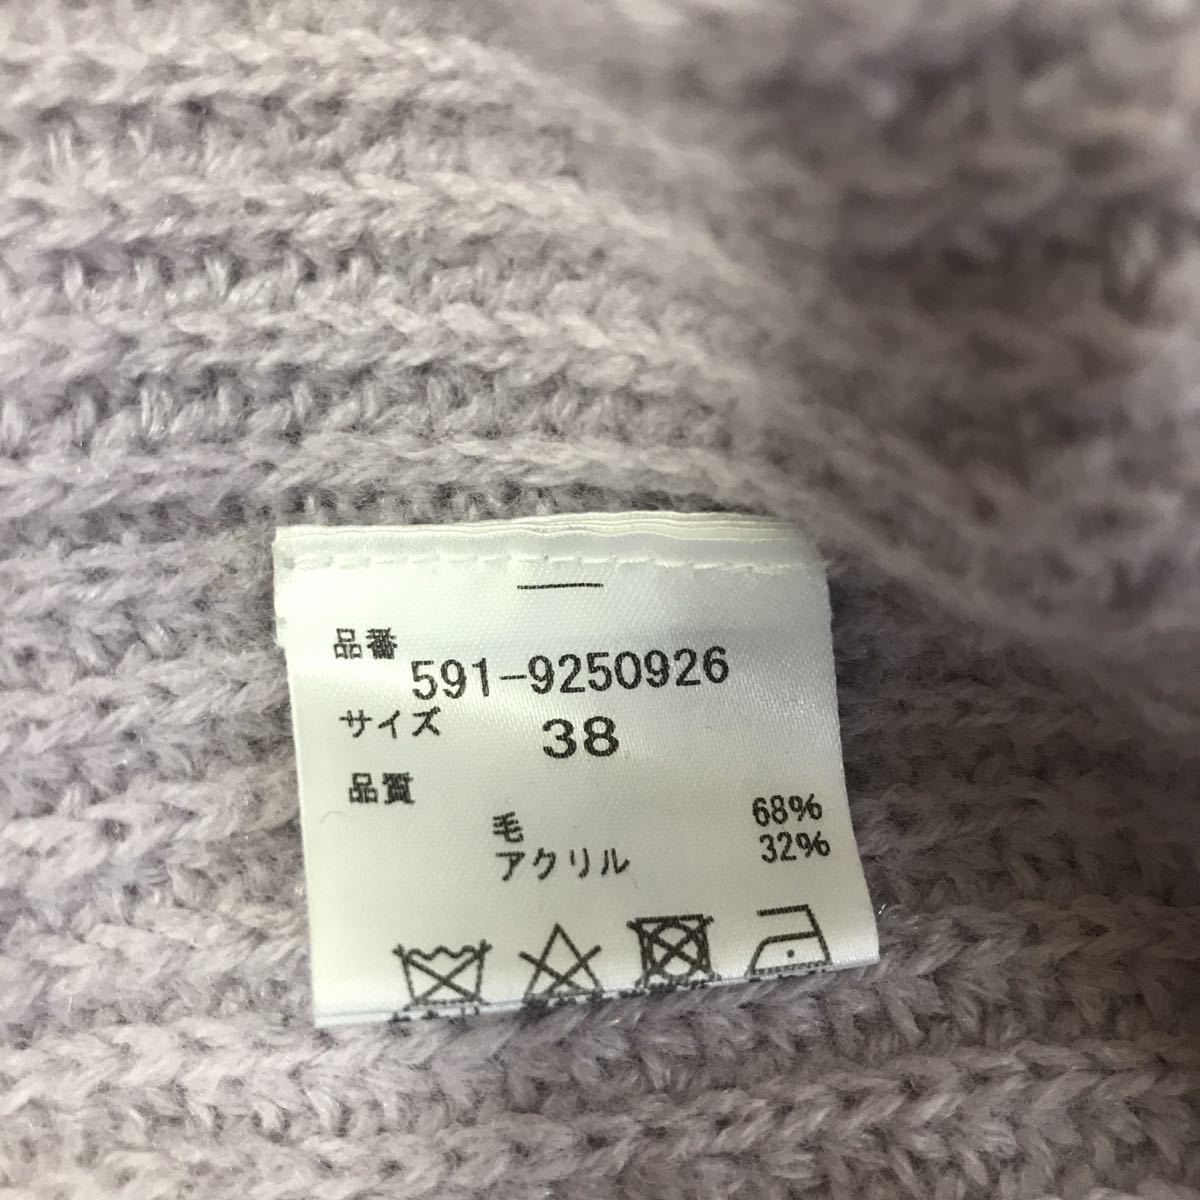 品番
591-9250926
サイズ 38
品質
毛 68%
アクリル 32%